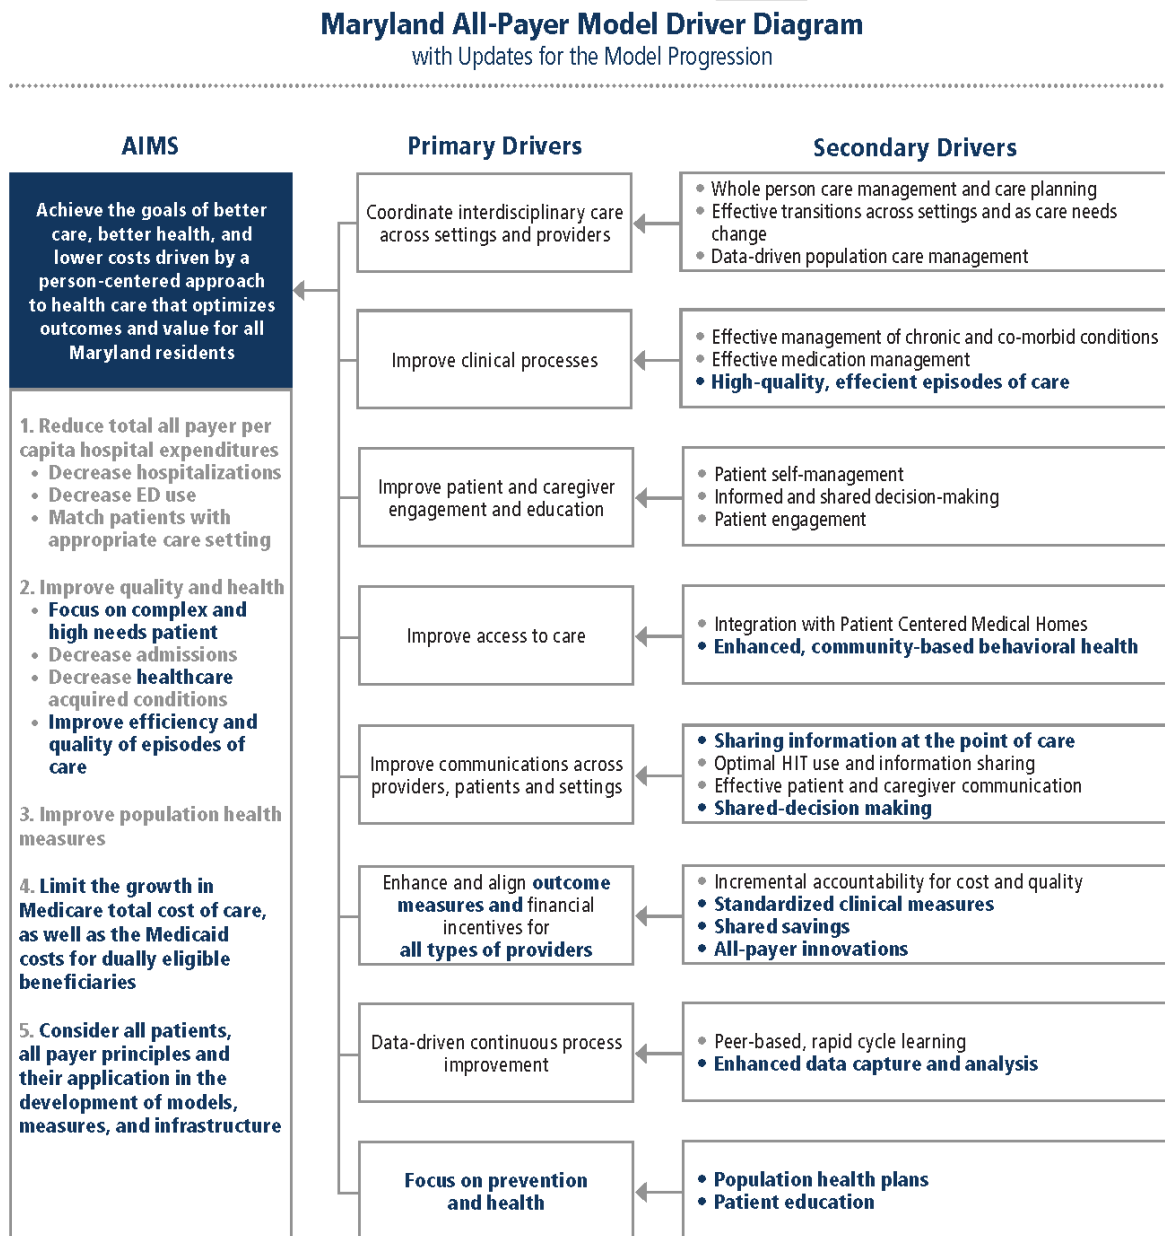 Maryland All-Payer Model Driver Diagram
with Updates for the Model Progression
AIMS
Achieve the goals of better
care, better health, and
lower costs driven by a
person-centered approach
to health care that optimizes
outcomes and value for all
Maryland residents
1. Reduce total all payer per
capita hospital expenditures
• Decrease hospitalizations
• Decrease ED use
• Match patients with
appropriate care setting
2. Improve quality and health
• Focus on complex and
high needs patient
• Decrease admissions
• Decrease healthcare
acquired conditions
• Improve efficiency and
quality of episodes of
care
3. Improve population health
measures
4. Limit the growth in
Medicare total cost of care,
as well as the Medicaid
costs for dually eligible
beneficiaries
5. Consider all patients,
all payer principles and
their application in the
development of models,
measures, and infrastructure
Primary Drivers
Coordinate interdisciplinary care
across settings and providers
Improve clinical processes
Improve patient and caregiver
engagement and education
Improve access to care
Improve communications across
providers, patients and settings
Enhance and align outcome
measures and financial
incentives for
all types of providers
Data-driven continuous process
improvement
Focus on prevention
and health
Secondary Drivers
• Whole person care management and care planning
• Effective transitions across settings and as care needs
change
• Data-driven population care management
• Effective management of chronic and co-morbid conditions
• Effective medication management
• High-quality, effecient episodes of care
• Patient self-management
• Informed and shared decision-making
• Patient engagement
• Integration with Patient Centered Medical Homes
• Enhanced, community-based behavioral health
• Sharing information at the point of care
• Optimal HIT use and information sharing
• Effective patient and caregiver communication
• Shared-decision making
• Incremental accountability for cost and quality
• Standardized clinical measures
• Shared savings
• All-payer innovations
• Peer-based, rapid cycle learning
• Enhanced data capture and analysis
• Population health plans
• Patient education